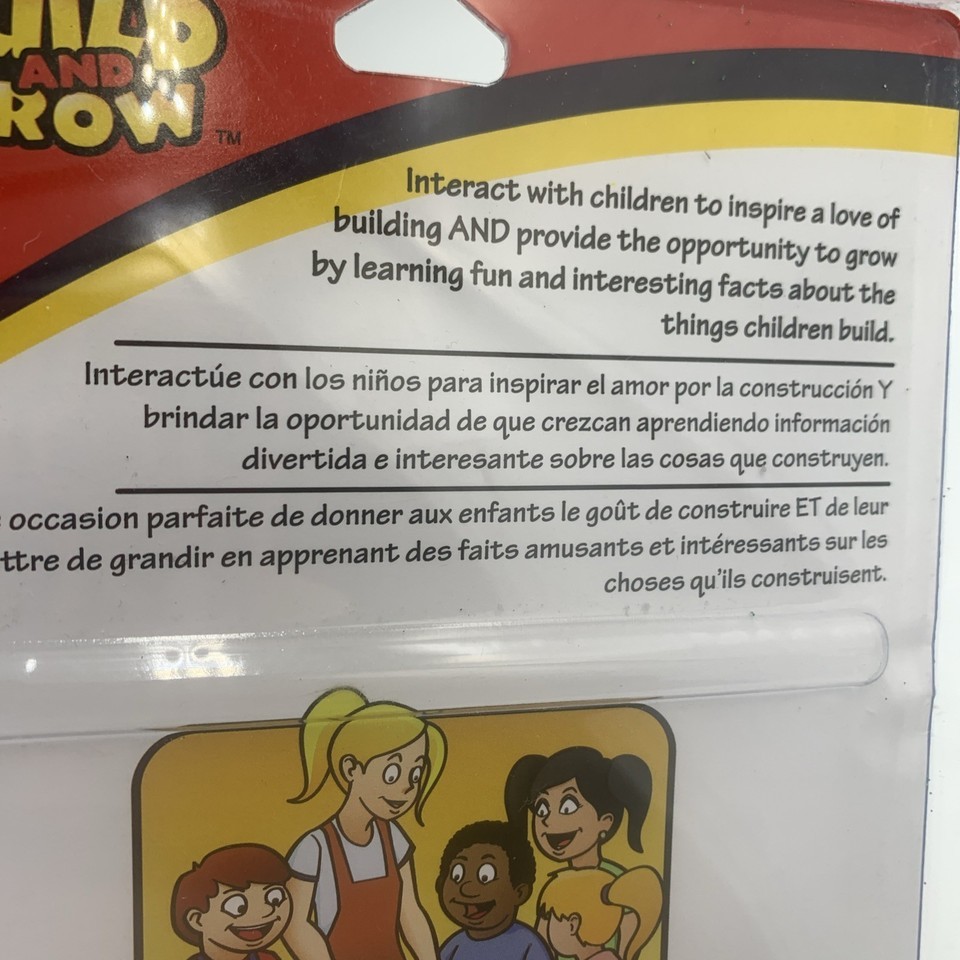 AND
ROW TM
Interact with children to inspire a love of
building AND provide the opportunity to grow
by learning fun and interesting facts about the
things children build.
Interactúe con los niños para inspirar el amor por la construcción Y
brindar la oportunidad de que crezcan aprendiendo información
divertida e interesante sobre las cosas que construyen.
occasion parfaite de donner aux enfants le goût de construire ET de leur
ttre de grandir en apprenant des faits amusants et intéressants sur les
choses qu'ils construisent.